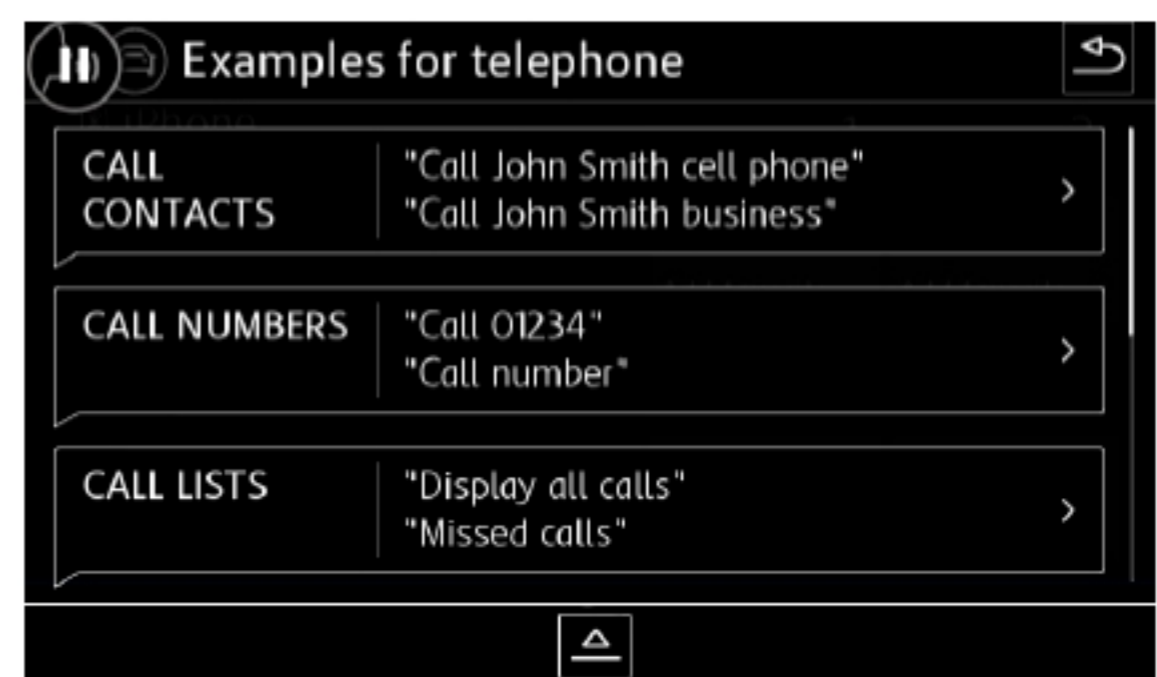 Examples for telephone
CALL
CONTACTS
"Call John Smith cell phone"
"Call John Smith business"
CALL NUMBERS
"Call 01234"
"Call number"
CALL LISTS
"Display all calls"
"Missed calls"